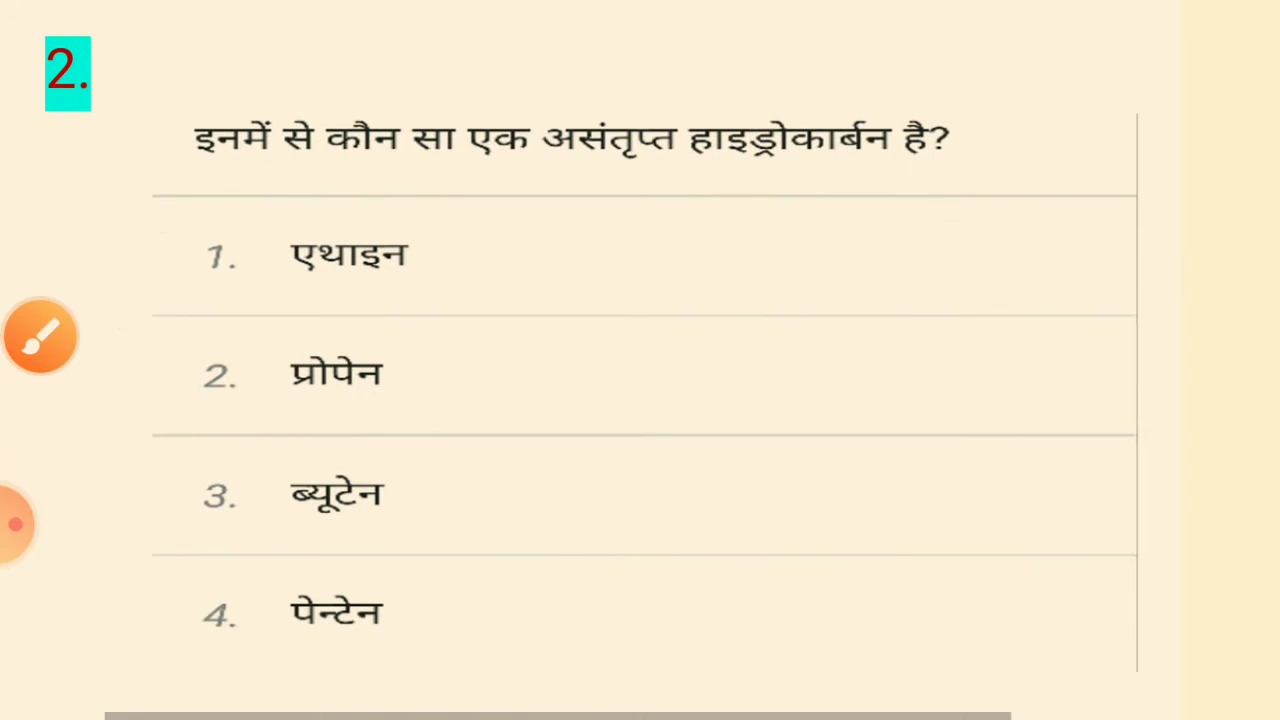 2.
इनमें से कौन सा एक असंतृप्त हाइड्रोकार्बन है?
1. एथाइन
2. प्रोपेन
3. ब्यूटेन
4. पेन्टेन